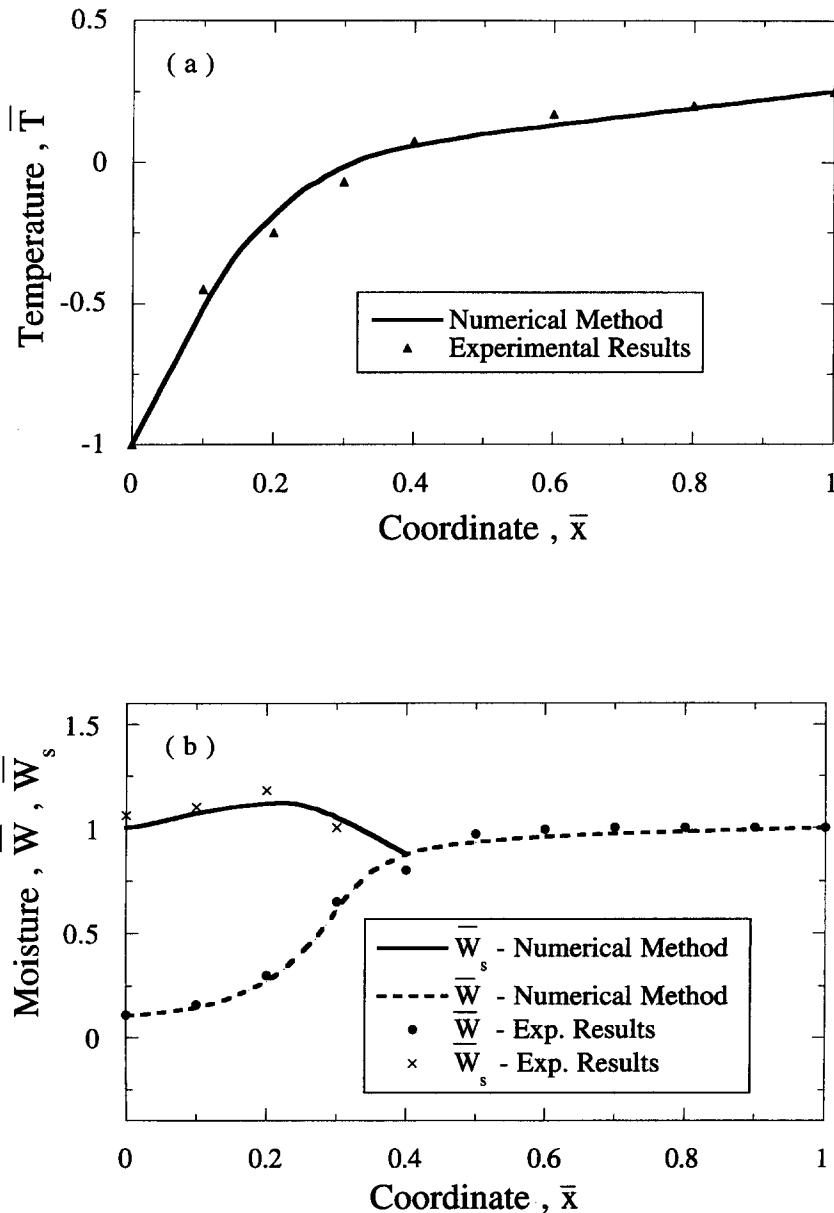 0.5
( a )
0
-0.5
-1
Temperature , T̅
Numerical Method
Experimental Results
0 0.2 0.4 0.6 0.8 1
Coordinate , x̅
1.5
( b )
1
0.5
0
Moisture , W̅ , W̅s
W̅s - Numerical Method
W̅ - Numerical Method
W̅ - Exp. Results
W̅s - Exp. Results
0 0.2 0.4 0.6 0.8 1
Coordinate , x̅